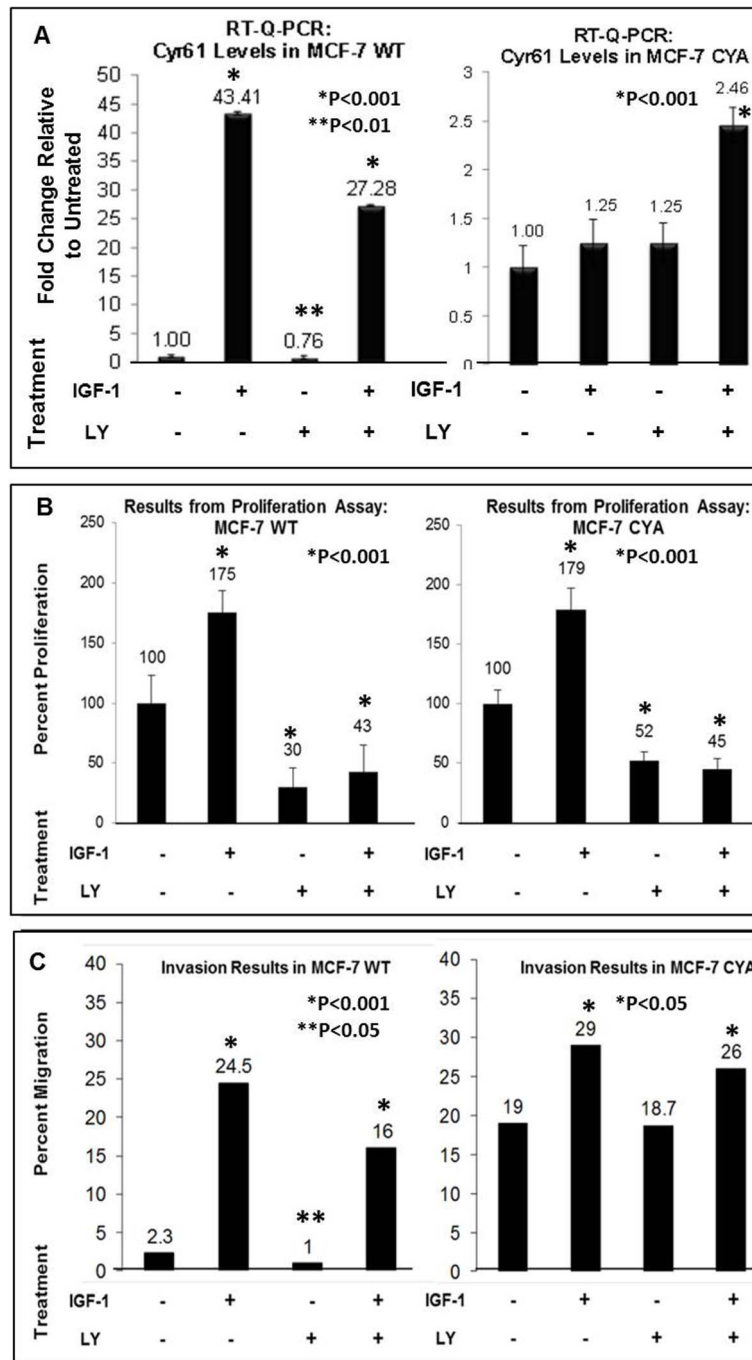 A
RT-Q-PCR:
Cyr61 Levels in MCF-7 WT
Fold Change Relative
to Untreated
50
45
40
35
30
25
20
15
10
5
0
*
43.41
*P<0.001
**P<0.01
*
27.28
1.00
**
0.76
RT-Q-PCR:
Cyr61 Levels in MCF-7 CYA
3
2.5
2
1.5
1
0.5
0
*P<0.001
2.46
*
1.00
1.25
1.25
Treatment
IGF-1 - + - + IGF-1 - + - +
LY - - + + LY - - + +
B
Results from Proliferation Assay:
MCF-7 WT
Percent Proliferation
250
200
150
100
50
0
*P<0.001
100
*
175
*
30
*
43
Results from Proliferation Assay:
MCF-7 CYA
250
200
150
100
50
0
*P<0.001
100
*
179
*
52
*
45
Treatment
IGF-1 - + - + IGF-1 - + - +
LY - - + + LY - - + +
C
Invasion Results in MCF-7 WT
Percent Migration
40
35
30
25
20
15
10
5
0
*P<0.001
**P<0.05
2.3
*
24.5
**
1
*
16
Invasion Results in MCF-7 CYA
40
35
30
25
20
15
10
5
0
*P<0.05
19
*
29
18.7
*
26
Treatment
IGF-1 - + - + IGF-1 - + - +
LY - - + + LY - - + +